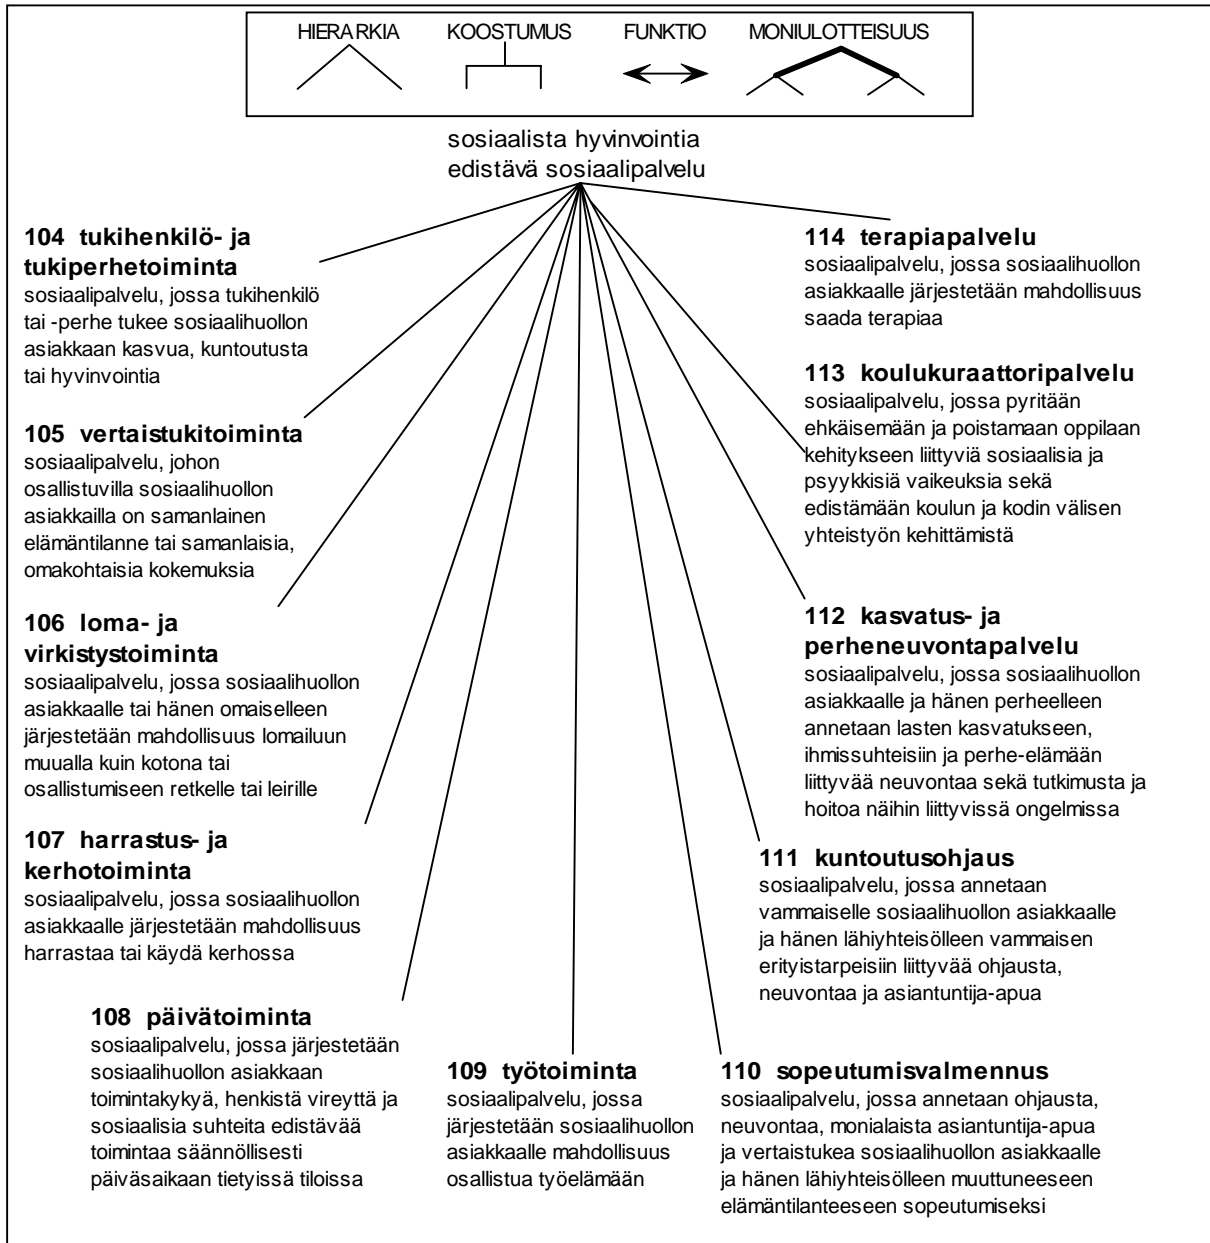 HIERARKIA KOOSTUMUS FUNKTIO MONIULOTTEISUUS
sosiaalista hyvinvointia
edistävä sosiaalipalvelu
104 tukihenkilö- ja
tukiperhetoiminta
sosiaalipalvelu, jossa tukihenkilö
tai -perhe tukee sosiaalihuollon
asiakkaan kasvua, kuntoutusta
tai hyvinvointia
105 vertaistukitoiminta
sosiaalipalvelu, johon
osallistuvilla sosiaalihuollon
asiakkailla on samanlainen
elämäntilanne tai samanlaisia,
omakohtaisia kokemuksia
106 loma- ja
virkistystoiminta
sosiaalipalvelu, jossa sosiaalihuollon
asiakkaalle tai hänen omaiselleen
järjestetään mahdollisuus lomailuun
muualla kuin kotona tai
osallistumiseen retkelle tai leirille
107 harrastus- ja
kerhotoiminta
sosiaalipalvelu, jossa sosiaalihuollon
asiakkaalle järjestetään mahdollisuus
harrastaa tai käydä kerhossa
108 päivätoiminta
sosiaalipalvelu, jossa järjestetään
sosiaalihuollon asiakkaan
toimintakykyä, henkistä vireyttä ja
sosiaalisia suhteita edistävää
toimintaa säännöllisesti
päiväsaikaan tietyissä tiloissa
109 työtoiminta
sosiaalipalvelu, jossa
järjestetään sosiaalihuollon
asiakkaalle mahdollisuus
osallistua työelämään
110 sopeutumisvalmennus
sosiaalipalvelu, jossa annetaan ohjausta,
neuvontaa, monialaista asiantuntija-apua
ja vertaistukea sosiaalihuollon asiakkaalle
ja hänen lähiyhteisölleen muuttuneeseen
elämäntilanteeseen sopeutumiseksi
111 kuntoutusohjaus
sosiaalipalvelu, jossa annetaan
vammaiselle sosiaalihuollon asiakkaalle
ja hänen lähiyhteisölleen vammaisen
erityistarpeisiin liittyvää ohjausta,
neuvontaa ja asiantuntija-apua
112 kasvatus- ja
perheneuvontapalvelu
sosiaalipalvelu, jossa sosiaalihuollon
asiakkaalle ja hänen perheelleen
annetaan lasten kasvatukseen,
ihmissuhteisiin ja perhe-elämään
liittyvää neuvontaa sekä tutkimusta ja
hoitoa näihin liittyvissä ongelmissa
113 koulukuraattoripalvelu
sosiaalipalvelu, jossa pyritään
ehkäisemään ja poistamaan oppilaan
kehitykseen liittyviä sosiaalisia ja
psyykkisiä vaikeuksia sekä
edistämään koulun ja kodin välisen
yhteistyön kehittämistä
114 terapiapalvelu
sosiaalipalvelu, jossa sosiaalihuollon
asiakkaalle järjestetään mahdollisuus
saada terapiaa